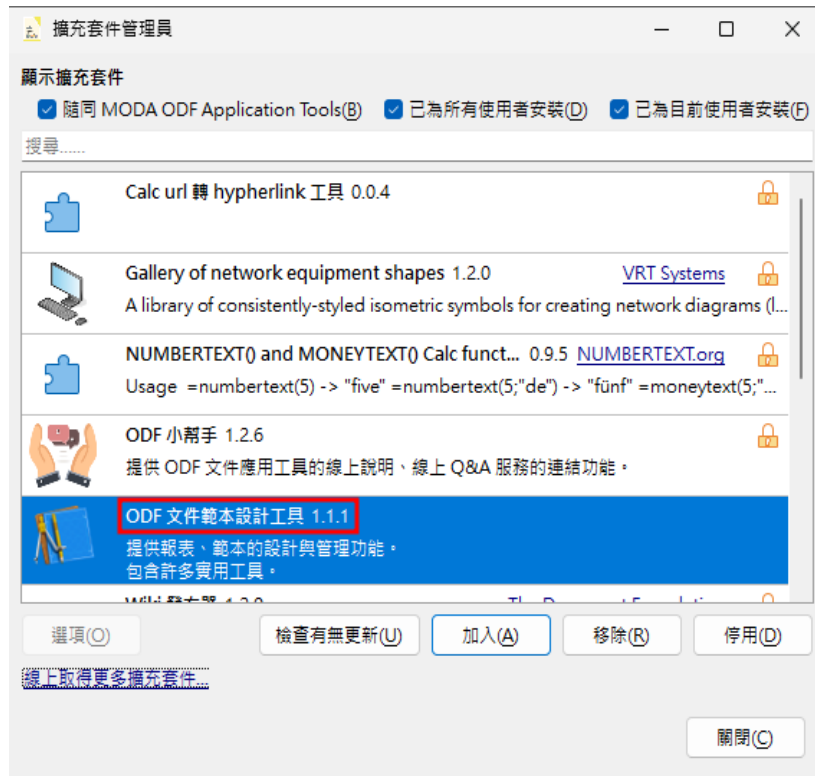 擴充套件管理員
顯示擴充套件
隨同 MODA ODF Application Tools(B) 已為所有使用者安裝(D) 已為目前使用者安裝(F)
搜尋......
Calc url 轉 hypherlink 工具 0.0.4
Gallery of network equipment shapes 1.2.0 VRT Systems
A library of consistently-styled isometric symbols for creating network diagrams (l...
NUMBERTEXT() and MONEYTEXT() Calc funct... 0.9.5 NUMBERTEXT.org
Usage =numbertext(5) -> "five" =numbertext(5;"de") -> "fünf" =moneytext(5;"...
ODF 小幫手 1.2.6
提供 ODF 文件應用工具的線上說明、線上 Q&A 服務的連結功能。
ODF 文件範本設計工具 1.1.1
提供報表、範本的設計與管理功能。
包含許多實用工具。
選項(O) 檢查有無更新(U) 加入(A) 移除(R) 停用(D)
線上取得更多擴充套件...
關閉(C)